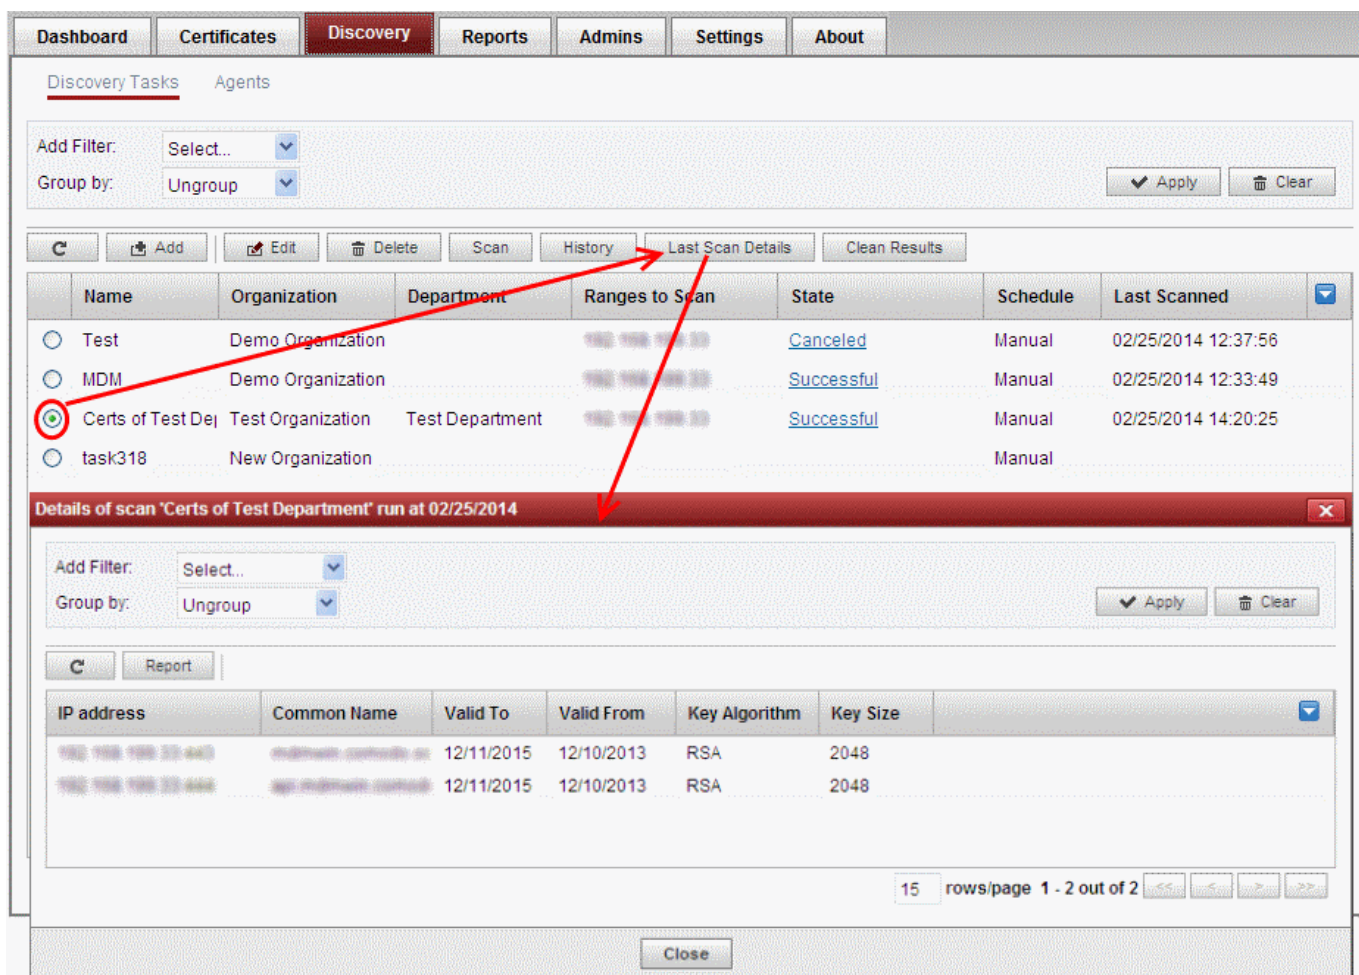 Dashboard Certificates Discovery Reports Admins Settings About
Discovery Tasks Agents
Add Filter: Select...
Group by: Ungroup Apply Clear
Add Edit Delete Scan History Last Scan Details Clean Results
Name Organization Department Ranges to Scan State Schedule Last Scanned
Test Demo Organization Canceled Manual 02/25/2014 12:37:56
MDM Demo Organization Successful Manual 02/25/2014 12:33:49
Certs of Test De Test Organization Test Department Successful Manual 02/25/2014 14:20:25
task318 New Organization Manual
Details of scan 'Certs of Test Department' run at 02/25/2014
Add Filter: Select...
Group by: Ungroup Apply Clear
Report
IP address Common Name Valid To Valid From Key Algorithm Key Size
12/11/2015 12/10/2013 RSA 2048
12/11/2015 12/10/2013 RSA 2048
15 rows/page 1 - 2 out of 2 << < > >>
Close